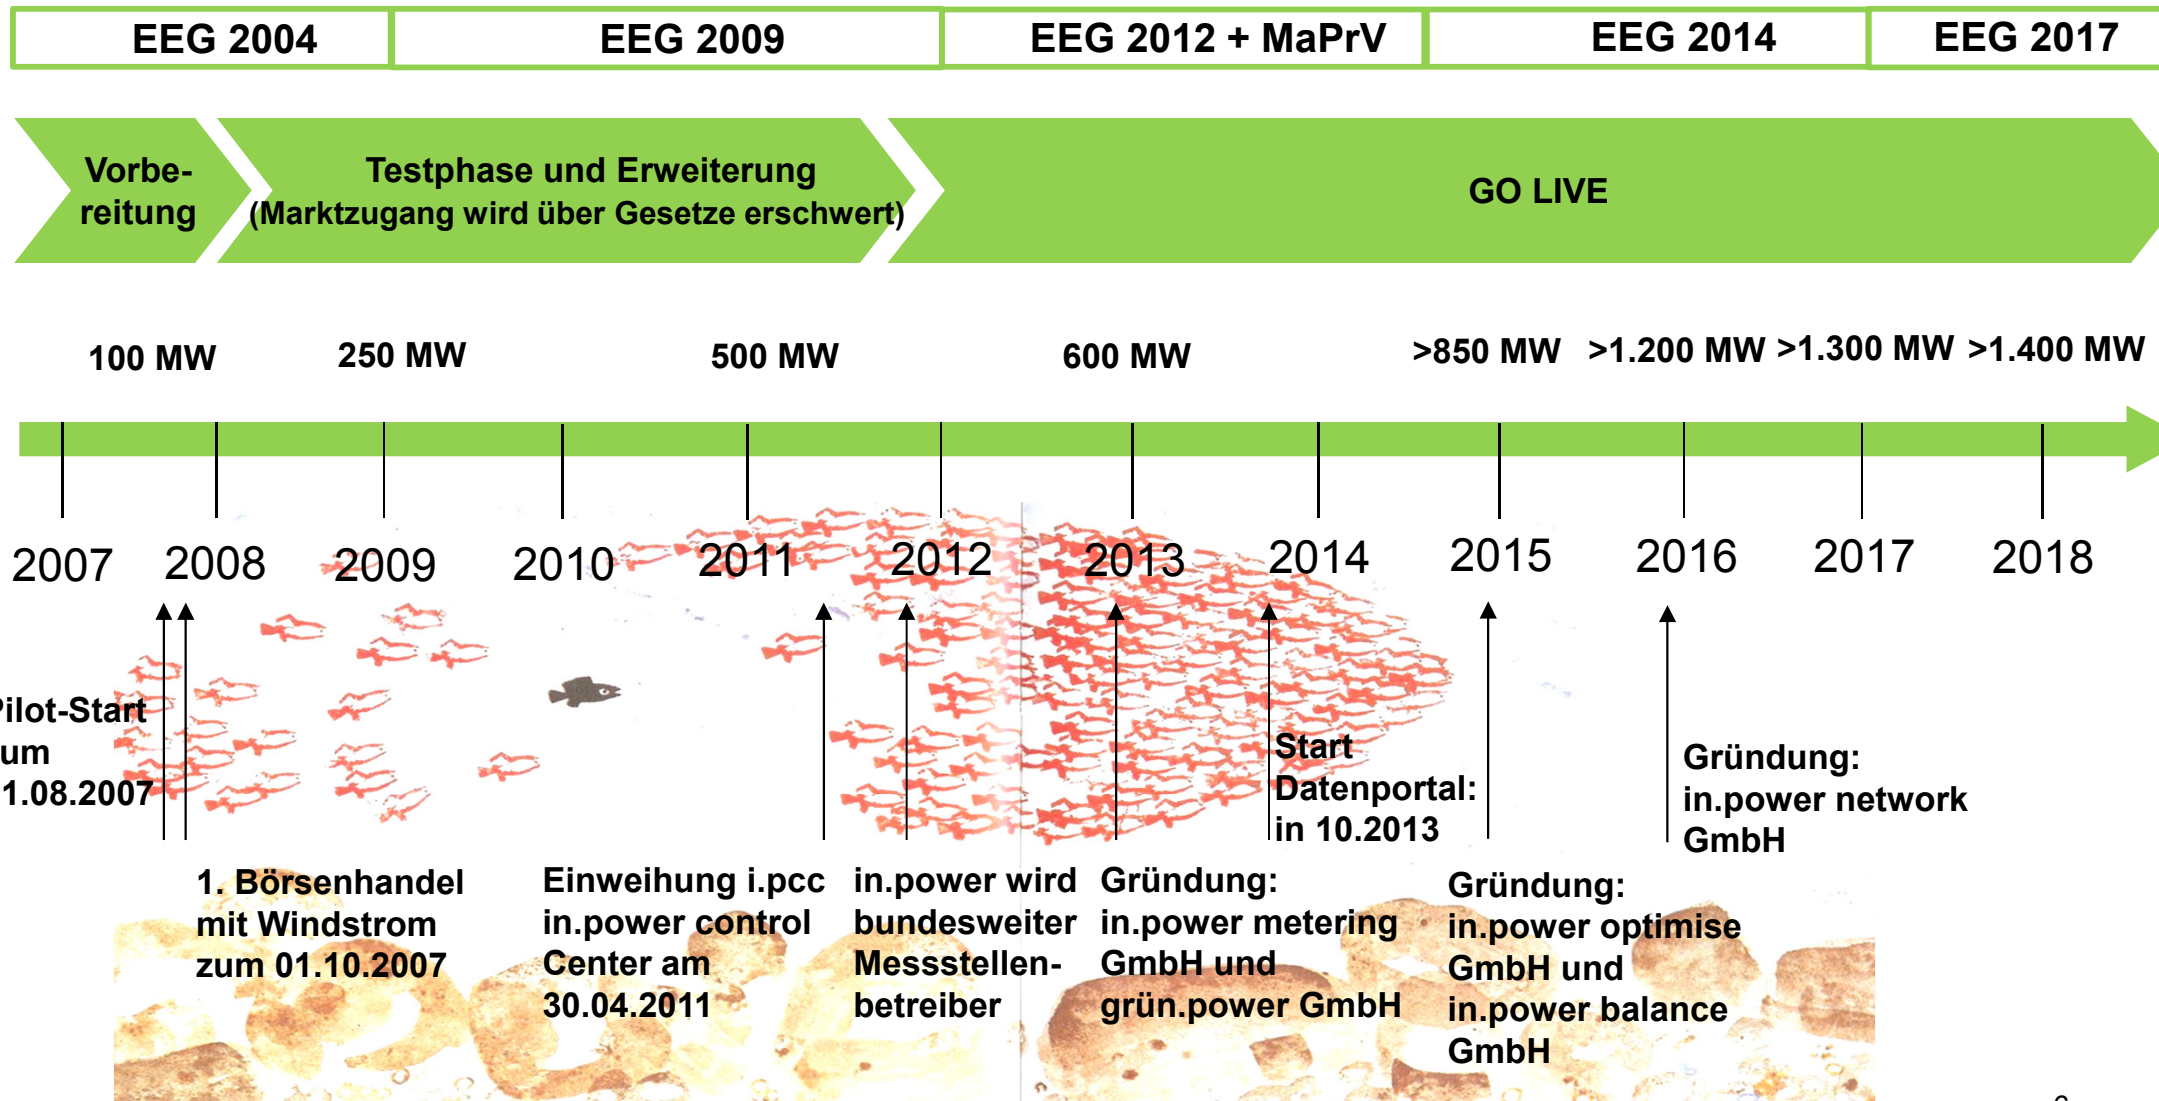 EEG 2004
EEG 2009
EEG 2012 + MaPrV
EEG 2014
EEG 2017
Vorbe-
reitung
Testphase und Erweiterung
(Marktzugang wird über Gesetze erschwert)
GO LIVE
100 MW
250 MW
500 MW
600 MW
>850 MW
>1.200 MW
>1.300 MW
>1.400 MW
2007
2008
2009
2010
2011
2012
2013
2014
2015
2016
2017
2018
Pilot-Start
um
1.08.2007
1. Börsenhandel
mit Windstrom
zum 01.10.2007
Einweihung i.pcc
in.power control
Center am
30.04.2011
in.power wird
bundesweiter
Messstellen-
betreiber
Gründung:
in.power metering
GmbH und
grün.power GmbH
Start
Datenportal:
in 10.2013
Gründung:
in.power optimise
GmbH und
in.power balance
GmbH
Gründung:
in.power network
GmbH